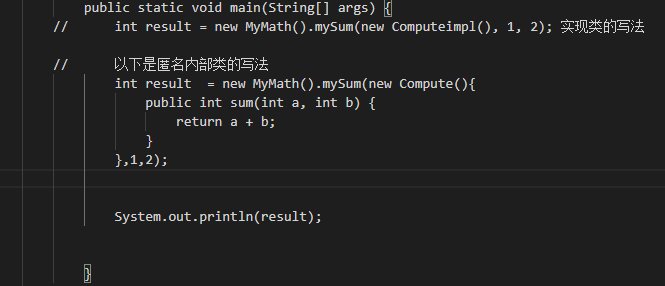 public static void main(String[] args) {
//      int result = new MyMath().mySum(new Computeimpl(), 1, 2); 实现类的写法
//      以下是匿名内部类的写法
int result  = new MyMath().mySum(new Compute(){
public int sum(int a, int b) {
return a + b;
}
},1,2);
System.out.println(result);
}